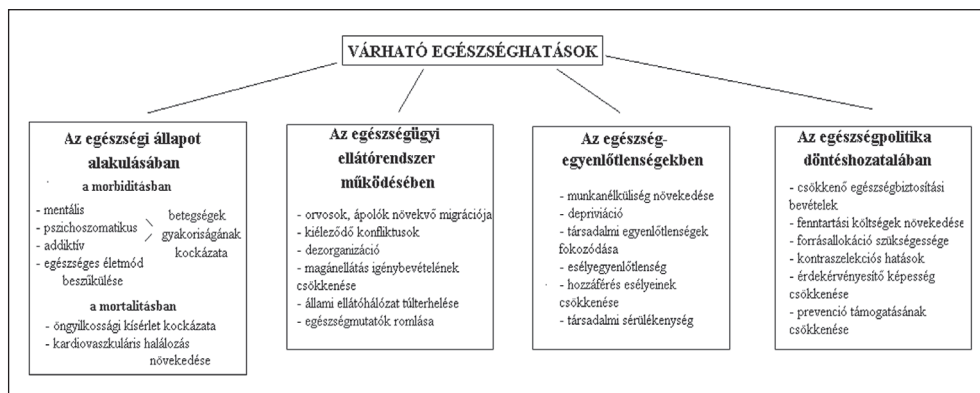 VÁRHATÓ EGÉSZSÉGHATÁSOK
Az egészségi állapot
alakulásában
a morbiditásban
- mentális
- pszichoszomatikus
- addiktív
betegségek
gyakoriságának
kockázata
- egészséges életmód
beszűkülése
a mortalitásban
- öngyilkossági kísérlet kockázata
- kardiovaszkuláris halálozás
növekedése
Az egészségügyi
ellátórendszer
működésében
- orvosok, ápolók növekvő migrációja
- kiéleződő konfliktusok
- dezorganizáció
- magánellátás igénybevételének
csökkenése
- állami ellátóhálózat túlterhelése
- egészségmutatók romlása
Az egészség-
egyenlőtlenségekben
- munkanélküliség növekedése
- depriváció
- társadalmi egyenlőtlenségek
fokozódása
- esélyegyenlőtlenség
- hozzáférés esélyeinek
csökkenése
- társadalmi sérülékenység
Az egészségpolitika
döntéshozatalában
- csökkenő egészségbiztosítási
bevételek
- fenntartási költségek növekedése
- forrásallokáció szükségessége
- kontraszelekciós hatások
- érdekérvényesítő képesség
csökkenése
- prevenció támogatásának
csökkenése